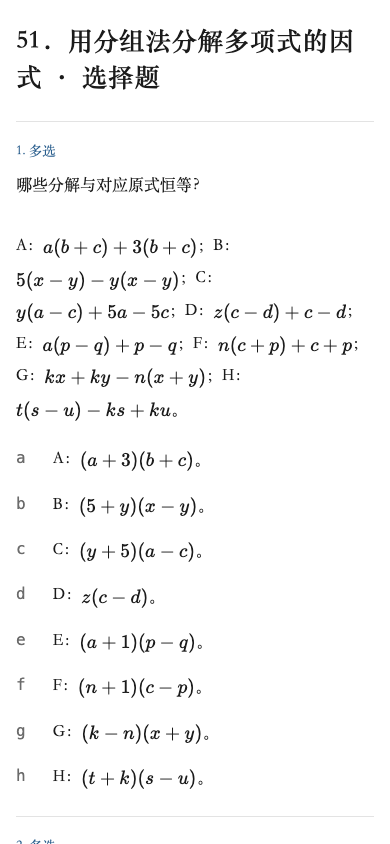 51. 用分组法分解多项式的因
式 · 选择题
1. 多选
哪些分解与对应原式恒等?
A: a(b + c) + 3(b + c); B:
5(x − y) − y(x − y); C:
y(a − c) + 5a − 5c; D: z(c − d) + c − d;
E: a(p − q) + p − q; F: n(c + p) + c + p;
G: kx + ky − n(x + y); H:
t(s − u) − ks + ku。
a A: (a + 3)(b + c)。
b B: (5 + y)(x − y)。
c C: (y + 5)(a − c)。
d D: z(c − d)。
e E: (a + 1)(p − q)。
f F: (n + 1)(c − p)。
g G: (k − n)(x + y)。
h H: (t + k)(s − u)。